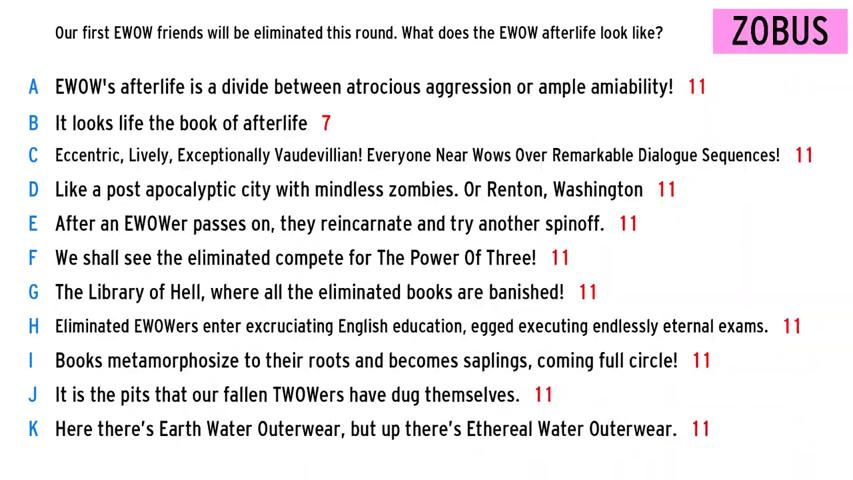 Our first EWOW friends will be eliminated this round. What does the EWOW afterlife look like?
ZOBUS
A EWOW's afterlife is a divide between atrocious aggression or ample amiability! 11
B It looks life the book of afterlife 7
C Eccentric, Lively, Exceptionally Vaudevillian! Everyone Near Wows Over Remarkable Dialogue Sequences! 11
D Like a post apocalyptic city with mindless zombies. Or Renton, Washington 11
E After an EWOWer passes on, they reincarnate and try another spinoff. 11
F We shall see the eliminated compete for The Power Of Three! 11
G The Library of Hell, where all the eliminated books are banished! 11
H Eliminated EWOWers enter excruciating English education, egged executing endlessly eternal exams. 11
I Books metamorphosize to their roots and becomes saplings, coming full circle! 11
J It is the pits that our fallen TWOWers have dug themselves. 11
K Here there's Earth Water Outerwear, but up there's Ethereal Water Outerwear. 11